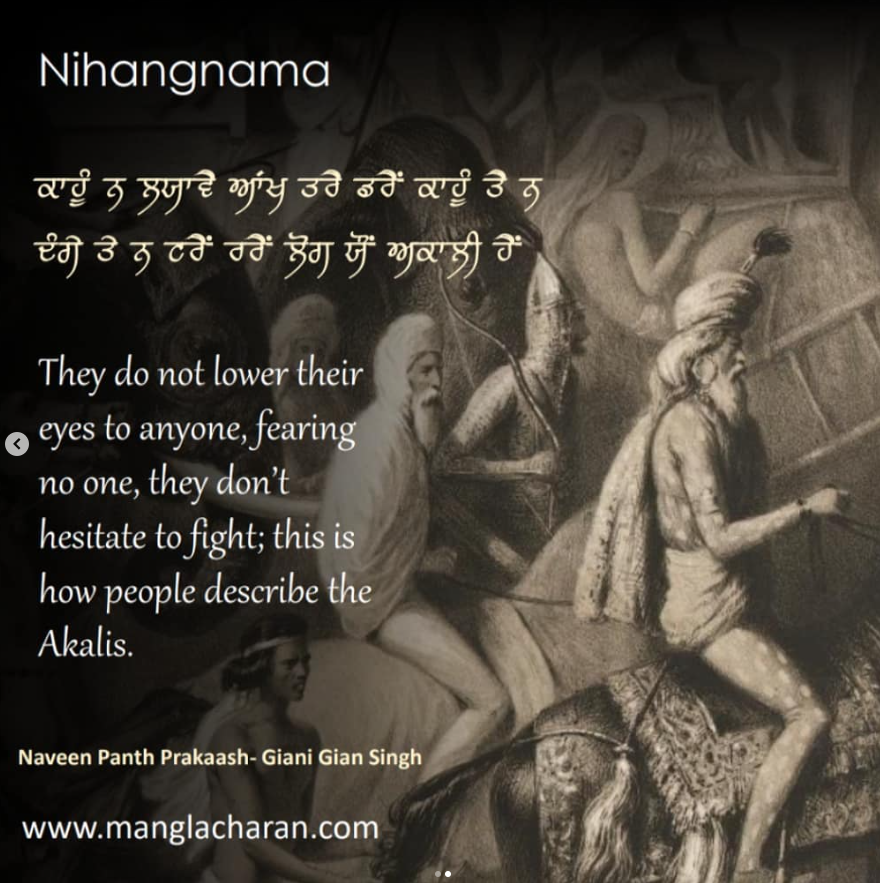 Nihangnama
ਕਾਹੂੰ ਨ ਲਯਾਵੈ ਆਂਖ ਤਰੈ ਡਰੈਂ ਕਾਹੂੰ ਤੈ ਨ
ਦੰਗੇ ਤੇ ਨ ਟਰੈਂ ਰਰੈਂ ਲੋਗ ਯੌਂ ਅਕਾਲੀ ਹੈਂ
They do not lower their
eyes to anyone, fearing
no one, they don't
hesitate to fight; this is
how people describe the
Akalis.
Naveen Panth Prakaash- Giani Gian Singh
www.manglacharan.com